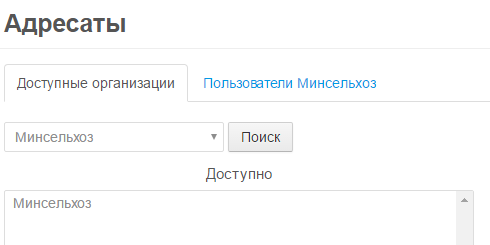 Адресаты
Доступные организации Пользователи Минсельхоз
Минсельхоз Поиск
Доступно
Минсельхоз